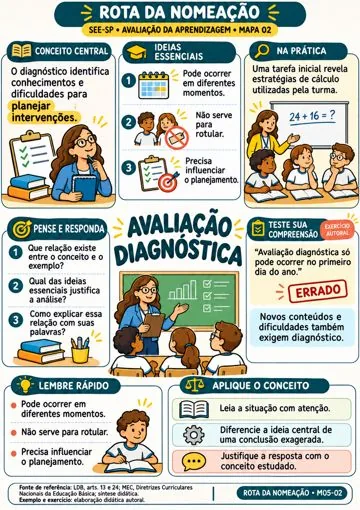 ROTA DA NOMEAÇÃO
SEE-SP • AVALIAÇÃO DA APRENDIZAGEM • MAPA 02
CONCEITO CENTRAL
O diagnóstico identifica
conhecimentos e
dificuldades para
planejar
intervenções.
IDEIAS
ESSENCIAIS
1
Pode ocorrer
em diferentes
momentos.
2
Não serve
para
rotular.
3
Precisa
influenciar
o planejamento.
NA PRÁTICA
Uma tarefa inicial revela
estratégias de cálculo
utilizadas pela turma.
24 + 16 = ?
PENSE E RESPONDA
1
Que relação existe
entre o conceito e o
exemplo?
2
Qual das ideias
essenciais justifica
a análise?
3
Como explicar essa
relação com suas
palavras?
AVALIAÇÃO
DIAGNÓSTICA
TESTE SUA
COMPREENSÃO
EXERCÍCIO
AUTORAL
“Avaliação diagnóstica só
pode ocorrer no primeiro
dia do ano.”
ERRADO
Novos conteúdos e
dificuldades também
exigem diagnóstico.
LEMBRE RÁPIDO
• Pode ocorrer em
diferentes momentos.
• Não serve para rotular.
• Precisa influenciar
o planejamento.
APLIQUE O CONCEITO
Leia a situação com atenção.
Diferencie a ideia central
de uma conclusão exagerada.
Justifique a resposta com o
conceito estudado.
Fonte de referência: LDB, arts. 13 e 24; MEC, Diretrizes Curriculares
Nacionais da Educação Básica; síntese didática.
Exemplo e exercício: elaboração didática autoral.
ROTA DA NOMEAÇÃO • M05-02